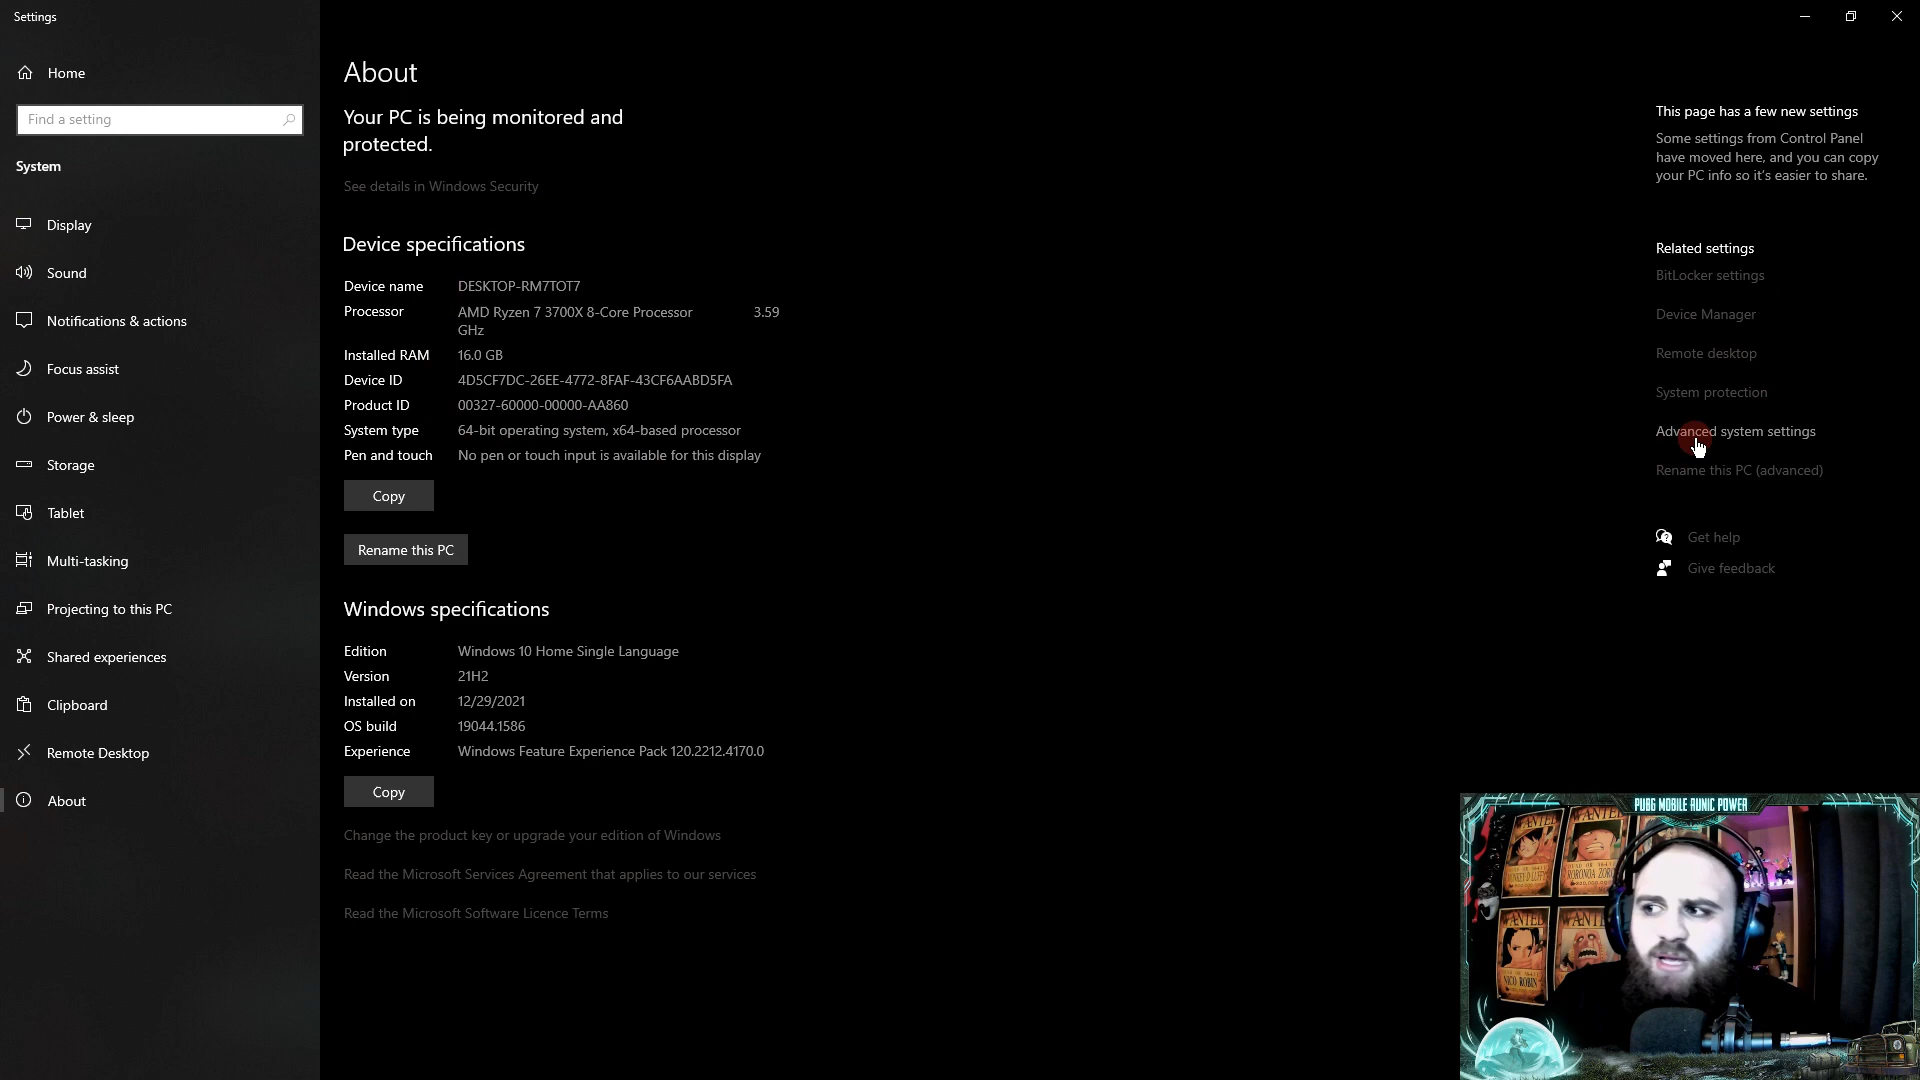 Settings
Home
Find a setting
System
Display
Sound
Notifications & actions
Focus assist
Power & sleep
Storage
Tablet
Multi-tasking
Projecting to this PC
Shared experiences
Clipboard
Remote Desktop
About
About
Your PC is being monitored and
protected.
See details in Windows Security
Device specifications
Device name DESKTOP-RM7TOT7
Processor AMD Ryzen 7 3700X 8-Core Processor 3.59
GHz
Installed RAM 16.0 GB
Device ID 4D5CF7DC-26EE-4772-8FAF-43CF6AABD5FA
Product ID 00327-60000-00000-AA860
System type 64-bit operating system, x64-based processor
Pen and touch No pen or touch input is available for this display
Copy
Rename this PC
Windows specifications
Edition Windows 10 Home Single Language
Version 21H2
Installed on 12/29/2021
OS build 19044.1586
Experience Windows Feature Experience Pack 120.2212.4170.0
Copy
Change the product key or upgrade your edition of Windows
Read the Microsoft Services Agreement that applies to our services
Read the Microsoft Software Licence Terms
This page has a few new settings
Some settings from Control Panel
have moved here, and you can copy
your PC info so it's easier to share.
Related settings
BitLocker settings
Device Manager
Remote desktop
System protection
Advanced system settings
Rename this PC (advanced)
Get help
Give feedback
PUBG MOBILE RUNIC POWER
WANTED
DEAD OR ALIVE
RORONOA ZORO
WANTED
NICO ROBIN